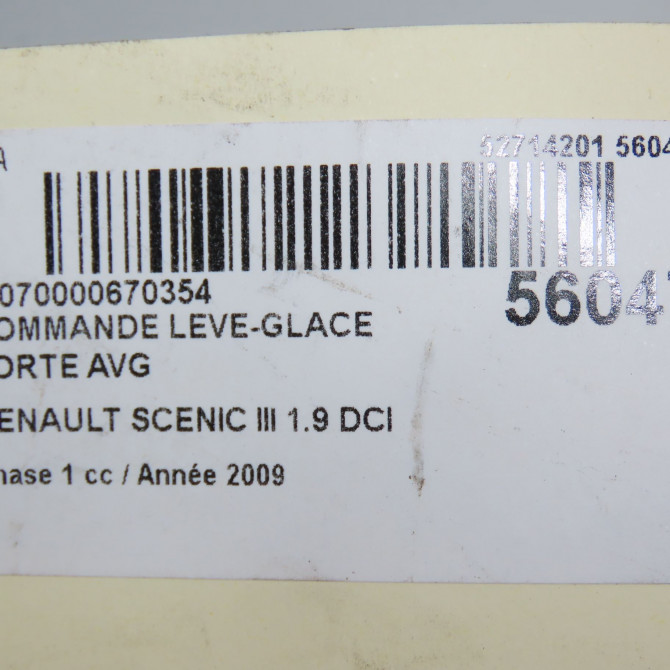 A
52714201 5604
070000670354
5604
OMMANDE LEVE-GLACE
ORTE AVG
ENAULT SCENIC III 1.9 DCI
hase 1 cc / Année 2009